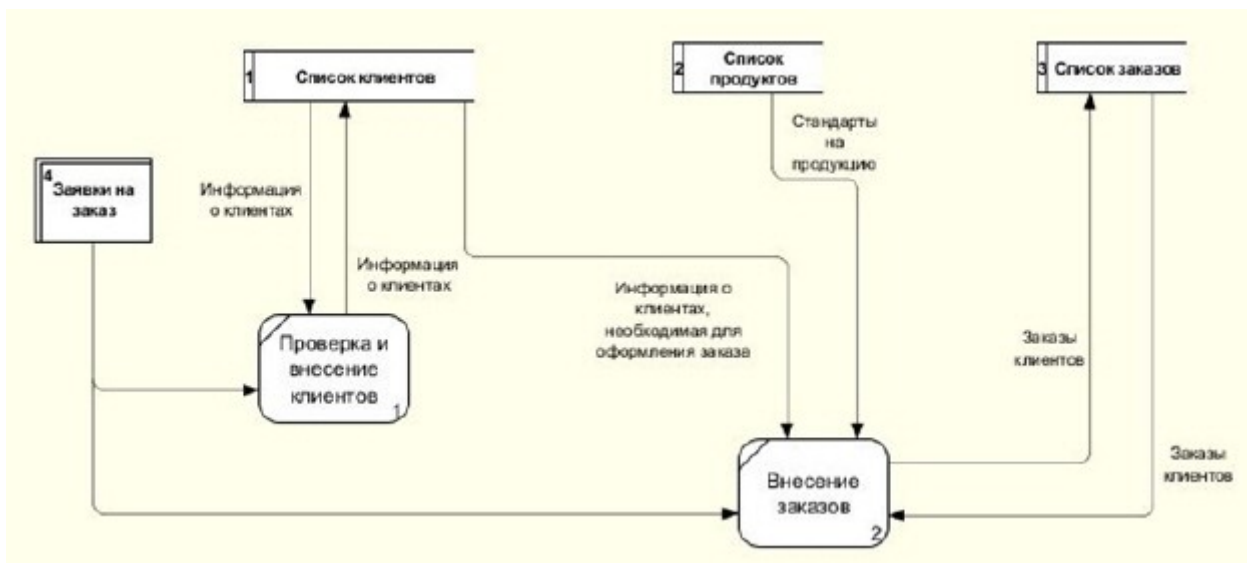 1
Список клиентов
2
Список
продуктов
3
Список заказов
Стандарты
на
продукцию
4
Заявки на
заказ
Информация
о клиентах
Информация
о клиентах
Информация о
клиентах,
необходимая для
оформления заказа
Проверка и
внесение
клиентов
1
Заказы
клиентов
Заказы
клиентов
Внесение
заказов
2